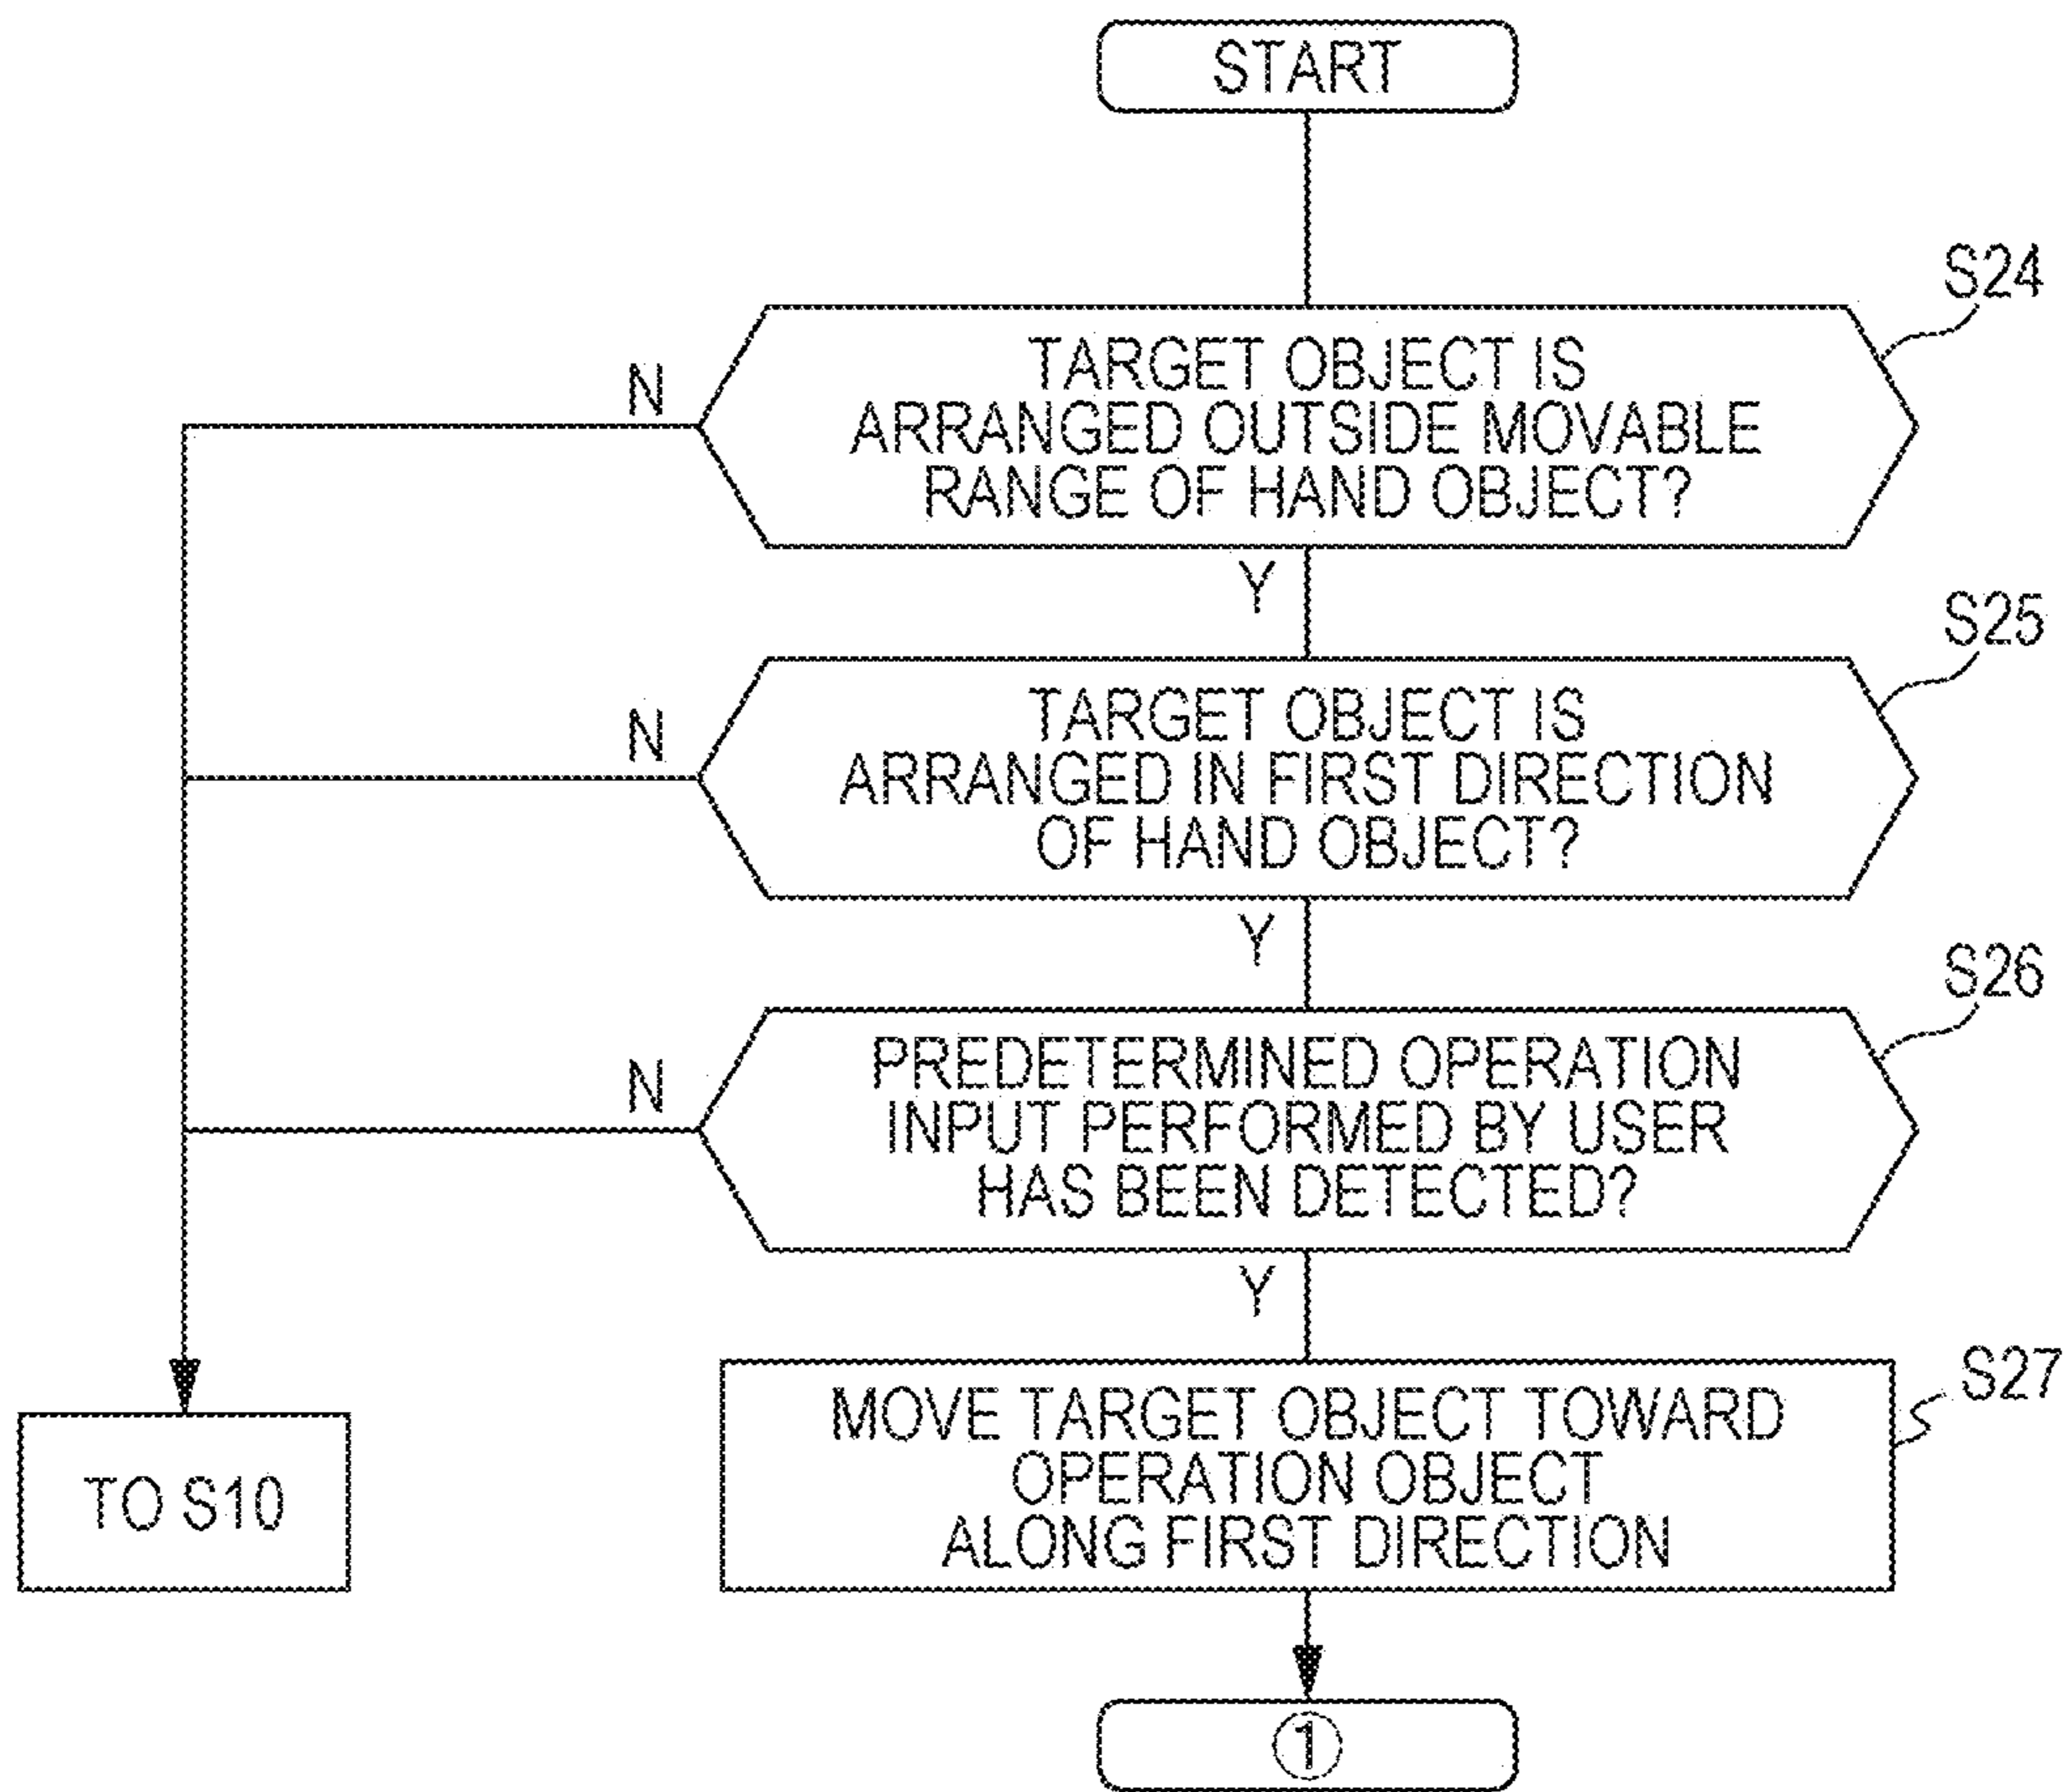 START
S24
TARGET OBJECT IS
ARRANGED OUTSIDE MOVABLE
RANGE OF HAND OBJECT?
N
Y
S25
TARGET OBJECT IS
ARRANGED IN FIRST DIRECTION
OF HAND OBJECT?
N
Y
S26
PREDETERMINED OPERATION
INPUT PERFORMED BY USER
HAS BEEN DETECTED?
N
Y
S27
MOVE TARGET OBJECT TOWARD
OPERATION OBJECT
ALONG FIRST DIRECTION
TO S10
①